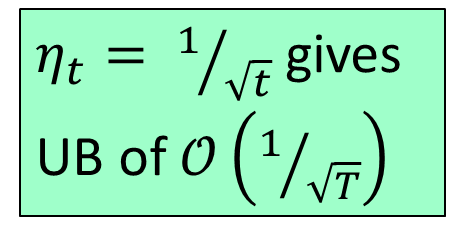 η_t = 1/√t gives
UB of 𝒪(1/√T)